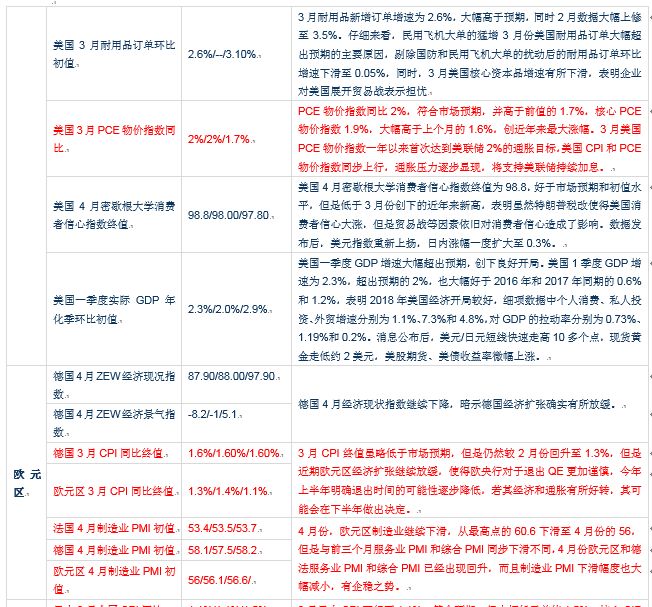 美国 3 月耐用品订单环比
初值
2.6%/--/3.10%
3 月耐用品新增订单增速为 2.6%，大幅高于预期，同时 2 月数据大幅上修
至 3.5%。仔细来看，民用飞机大单的猛增 3 月份美国耐用品订单大幅超
出预期的主要原因，剔除国防和民用飞机大单的扰动后的耐用品订单环比
增速下滑至 0.05%，同时，3 月美国核心资本品增速有所下滑，表明企业
对美国展开贸易战表示担忧。
美国 3 月 PCE 物价指数同
比
2%/2%/1.7%
PCE 物价指数同比 2%，符合市场预期，并高于前值的 1.7%，核心 PCE
物价指数 1.9%，大幅高于上个月的 1.6%，创近年来最大涨幅。3 月美国
PCE 物价指数一年以来首次达到美联储 2%的通胀目标，美国 CPI 和 PCE
物价指数同步上行，通胀压力逐步显现，将支持美联储持续加息。
美国 4 月密歇根大学消费
者信心指数终值
98.8/98.00/97.80
美国 4 月密歇根大学消费者信心指数终值为 98.8，好于市场预期和初值水
平，但是低于 3 月份创下的近年来新高，表明虽然特朗普税改使得美国消
费者信心大涨，但是贸易战等因素依旧对消费者信心造成了影响。数据发
布后，美元指数重新上扬，日内涨幅一度扩大至 0.3%。
美国一季度实际 GDP 年
化季环比初值
2.3%/2.0%/2.9%
美国一季度 GDP 增速大幅超出预期，创下良好开局。美国 1 季度 GDP 增
速为 2.3%，超出预期的 2%，也大幅好于 2016 年和 2017 年同期的 0.6%
和 1.2%，表明 2018 年美国经济开局较好，细项数据中个人消费、私人投
资、外贸增速分别为 1.1%、7.3%和 4.8%，对 GDP 的拉动率分别为 0.73%、
1.19%和 0.2%。消息公布后，美元/日元短线快速走高 10 多个点，现货黄
金走低约 2 美元，美股期货、美债收益率微幅上涨。
欧 元
区
德国 4 月 ZEW 经济现况指
数
87.90/88.00/97.90
德国 4 月 ZEW 经济景气指
数
-8.2/-1/5.1
德国 4 月经济现状指数继续下降，暗示德国经济扩张确实有所放缓。
德国 3 月 CPI 同比终值
1.6%/1.60%/1.60%
欧元区 3 月 CPI 同比终值
1.3%/1.4%/1.1%
3 月 CPI 终值虽略低于市场预期，但是仍然较 2 月份回升至 1.3%，但是
近期欧元区经济扩张继续放缓，使得欧央行对于退出 QE 更加谨慎，今年
上半年明确退出时间的可能性逐步降低，若其经济和通胀有所好转，其可
能会在下半年做出决定。
法国 4 月制造业 PMI 初值
53.4/53.5/53.7
德国 4 月制造业 PMI 初值
58.1/57.5/58.2
欧元区 4 月制造业 PMI 初
值
56/56.1/56.6/
4 月份，欧元区制造业继续下滑，从最高点的 60.6 下滑至 4 月份的 56，
但是与前三个月服务业 PMI 和综合 PMI 同步下滑不同，4 月份欧元区和德
法服务业 PMI 和综合 PMI 已经出现回升，而且制造业 PMI 下滑幅度也大
幅减小，有企稳之势。